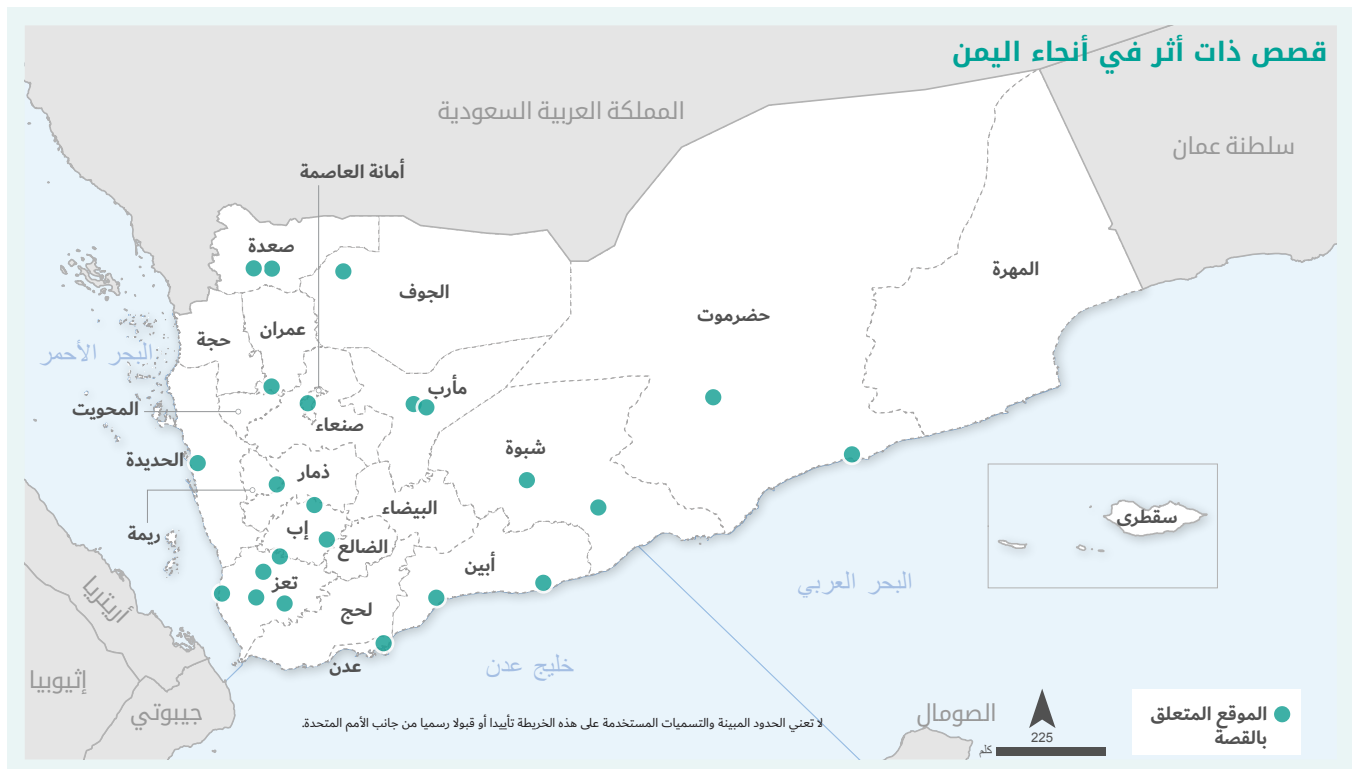 قصص ذات أثر في أنحاء اليمن
المملكة العربية السعودية
سلطنة عمان
أمانة العاصمة
صعدة
المهرة
الجوف
حضرموت
عمران
حجة
البحر الأحمر
مأرب
المحويت
صنعاء
شبوة
الحديدة
ذمار
البيضاء
سقطرى
إب
ريمة
الضالع
أبين
تعز
البحر العربي
أريتريا
لحج
خليج عدن
عدن
إثيوبيا
جيبوتي
الصومال
الموقع المتعلق
بالقصة
لا تعني الحدود المبينة والتسميات المستخدمة على هذه الخريطة تأييدا أو قبولا رسميا من جانب الأمم المتحدة.
225
كلم